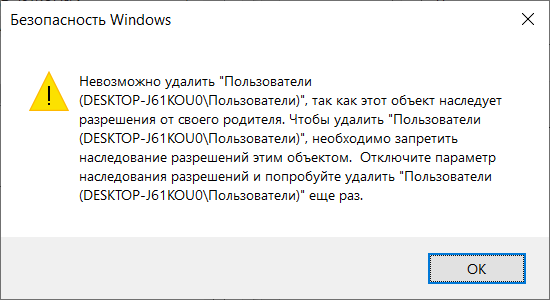 Безопасность Windows
Невозможно удалить "Пользователи
(DESKTOP-J61KOU0\Пользователи)", так как этот объект наследует
разрешения от своего родителя. Чтобы удалить "Пользователи
(DESKTOP-J61KOU0\Пользователи)", необходимо запретить
наследование разрешений этим объектом.  Отключите параметр
наследования разрешений и попробуйте удалить "Пользователи
(DESKTOP-J61KOU0\Пользователи)" еще раз.
ОК